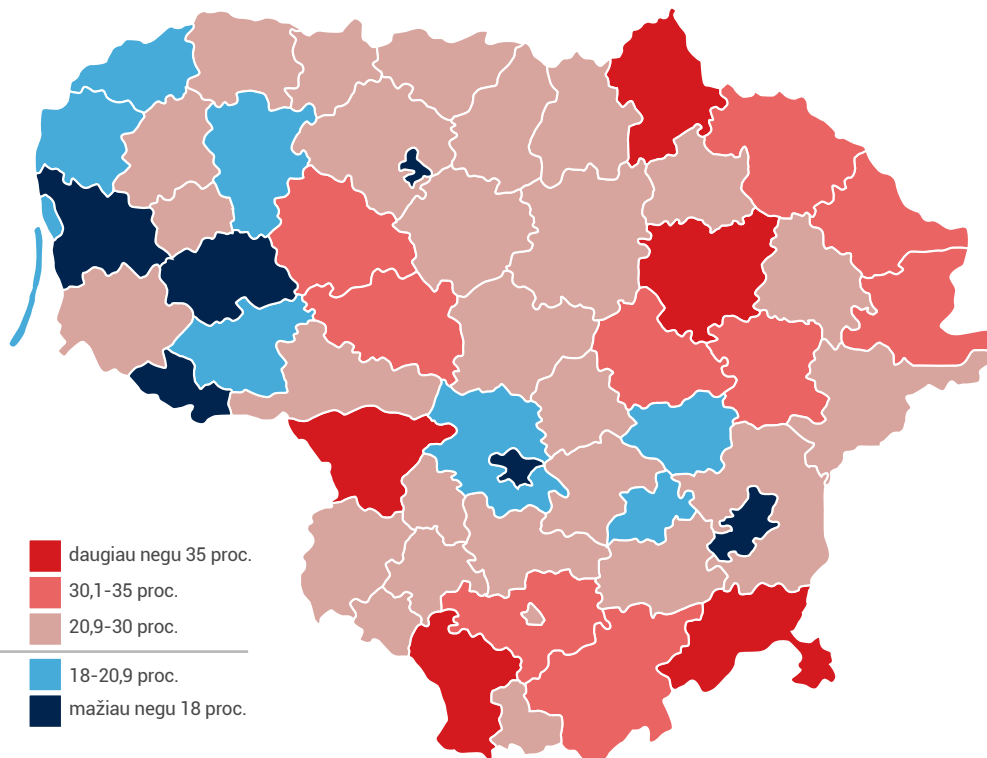 daugiau negu 35 proc.
30,1-35 proc.
20,9-30 proc.
18-20,9 proc.
mažiau negu 18 proc.